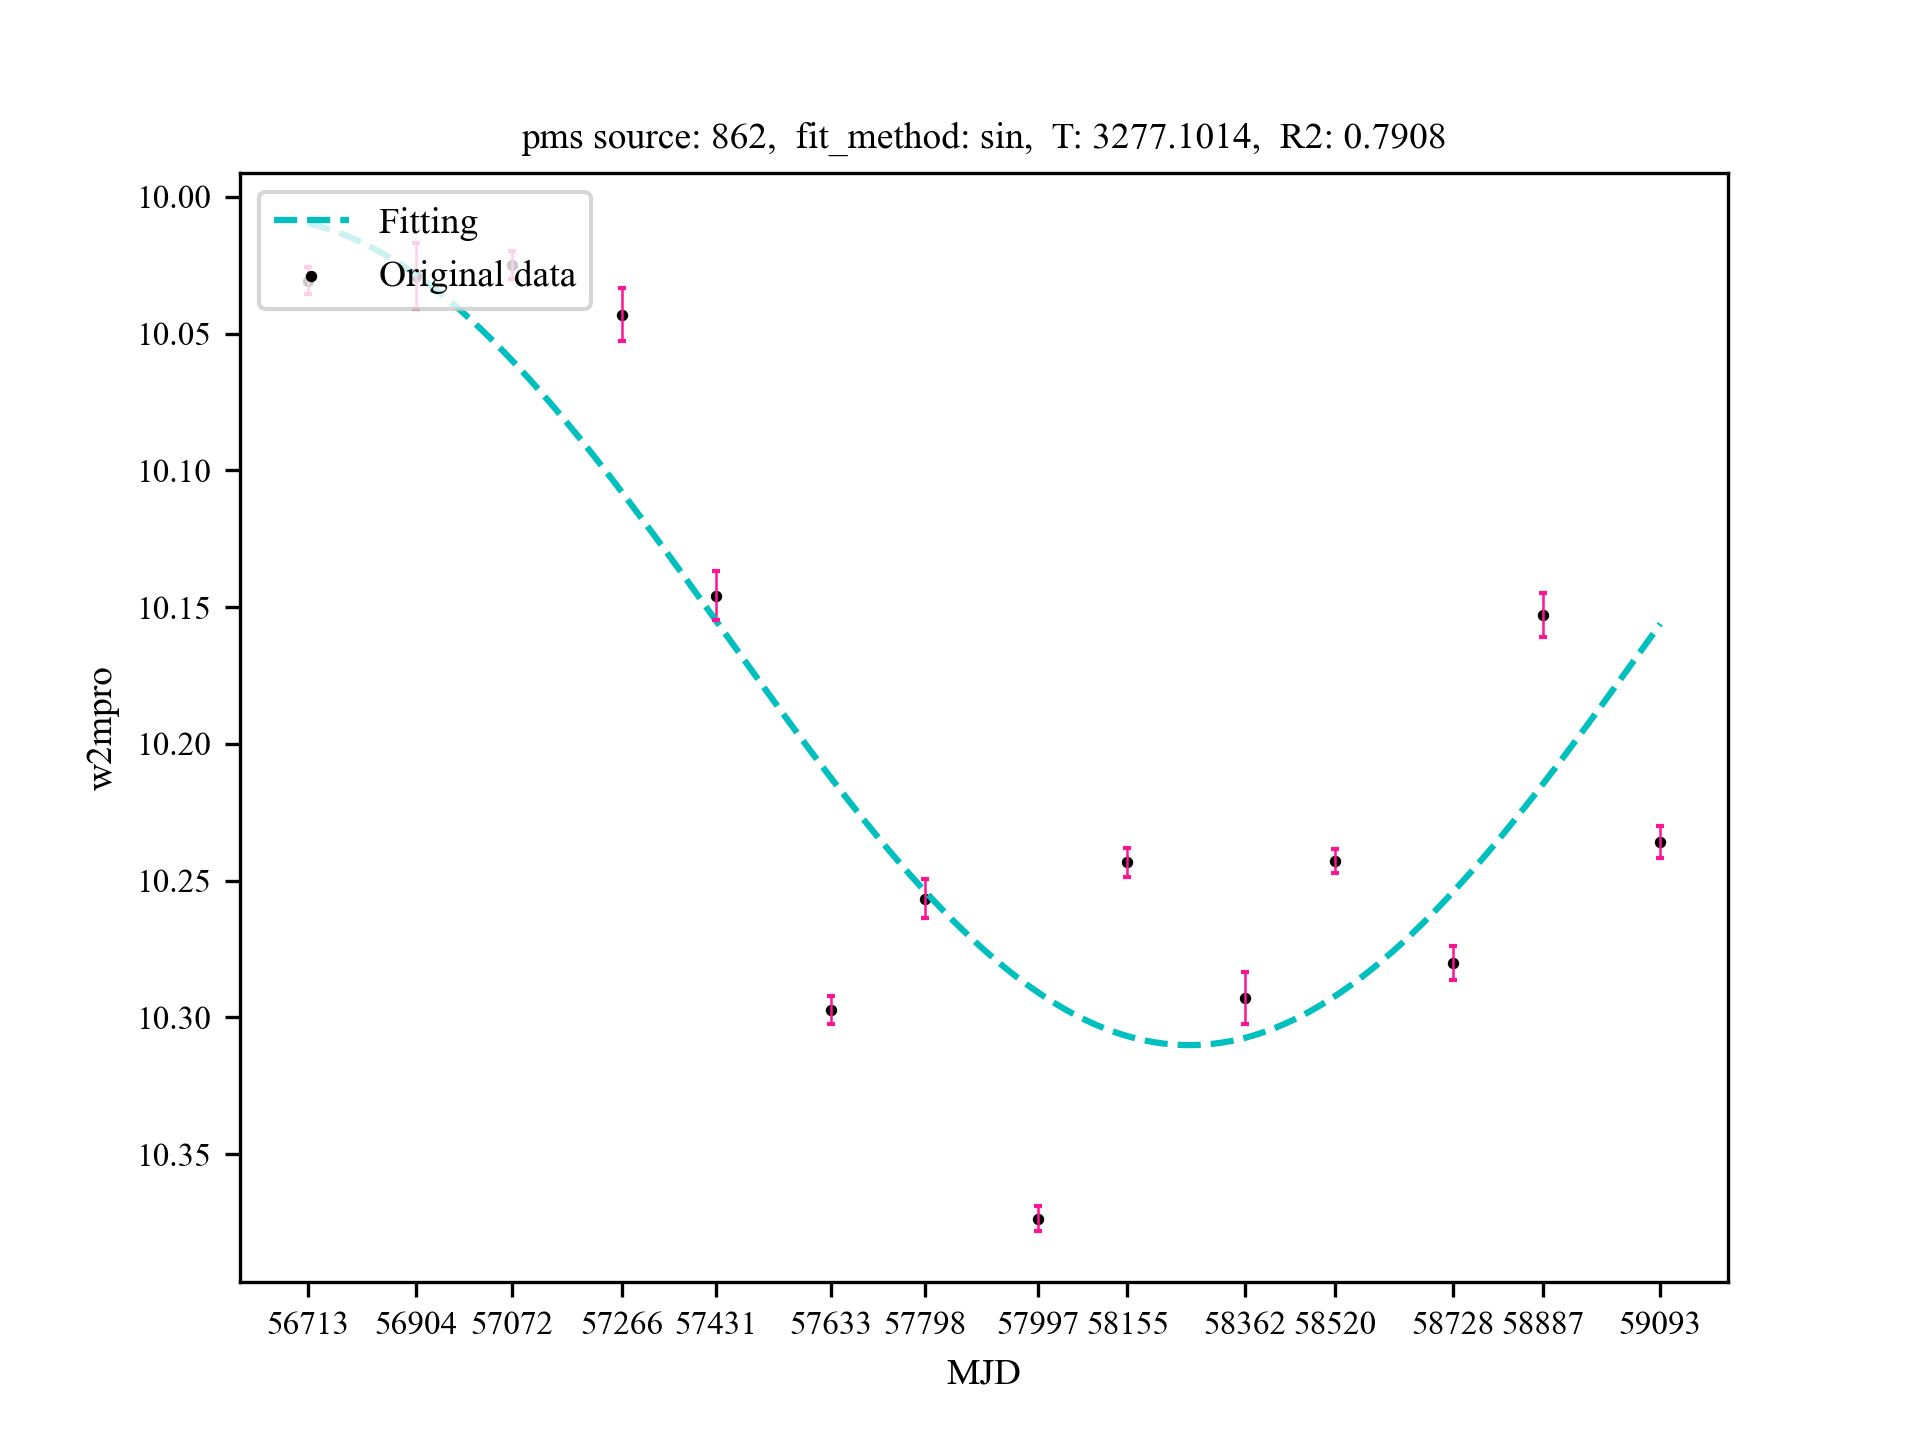 pms source: 862,  fit_method: sin,  T: 3277.1014,  R2: 0.7908
Fitting
Original data
10.00
10.05
10.10
10.15
10.20
10.25
10.30
10.35
w2mpro
56713 56904 57072 57266 57431 57633 57798 57997 58155 58362 58520 58728 58887 59093
MJD